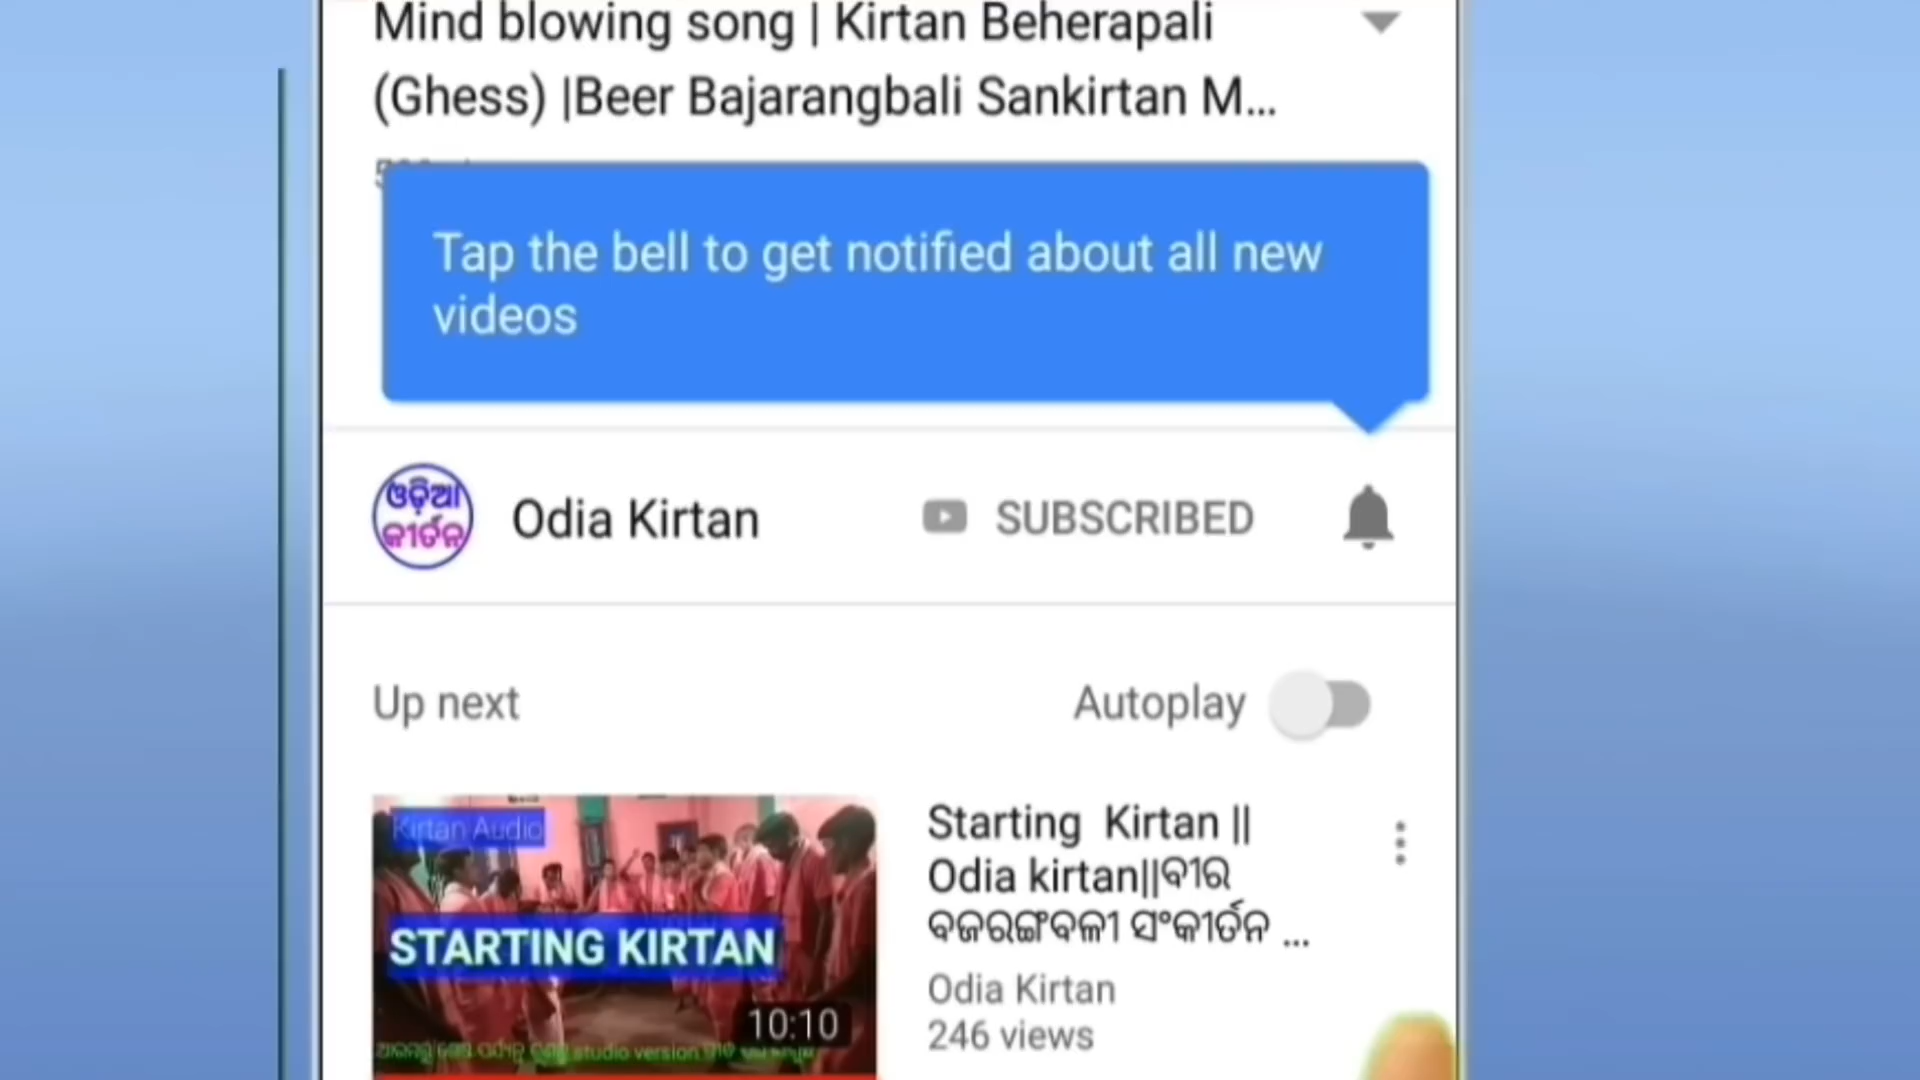 Mind blowing song | Kirtan Beherapali
(Ghess) |Beer Bajarangbali Sankirtan M...
Tap the bell to get notified about all new
videos
ଓଡ଼ିଆ
କୀର୍ତନ
Odia Kirtan
SUBSCRIBED
Up next
Autoplay
Kirtan Audio
STARTING KIRTAN
10:10
studio version
Starting Kirtan ||
Odia kirtan||ବୀର
ବଜରଙ୍ଗବଳୀ ସଂକୀର୍ତନ ...
Odia Kirtan
246 views